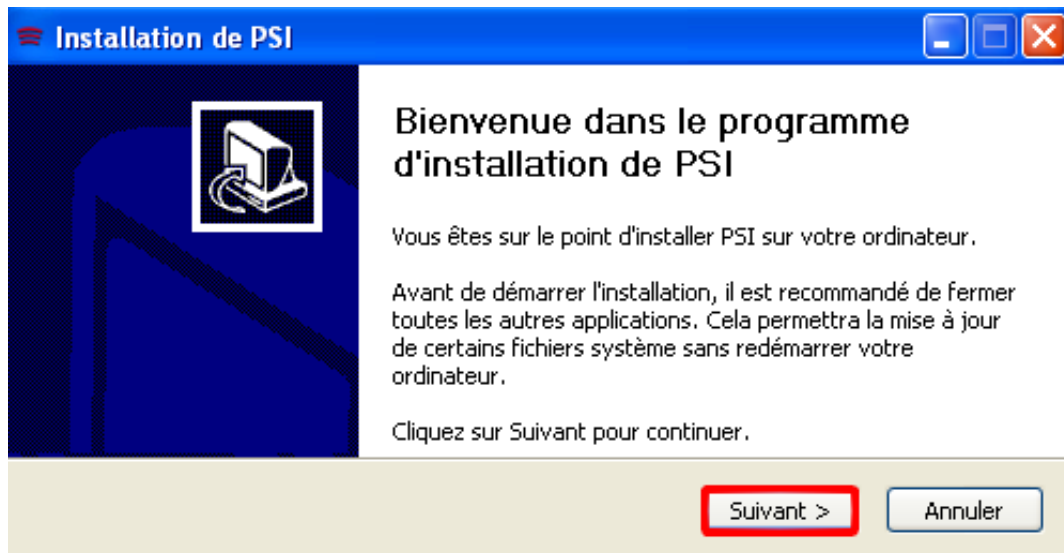 Installation de PSI
Bienvenue dans le programme
d'installation de PSI
Vous êtes sur le point d'installer PSI sur votre ordinateur.
Avant de démarrer l'installation, il est recommandé de fermer
toutes les autres applications. Cela permettra la mise à jour
de certains fichiers système sans redémarrer votre
ordinateur.
Cliquez sur Suivant pour continuer.
Suivant >
Annuler